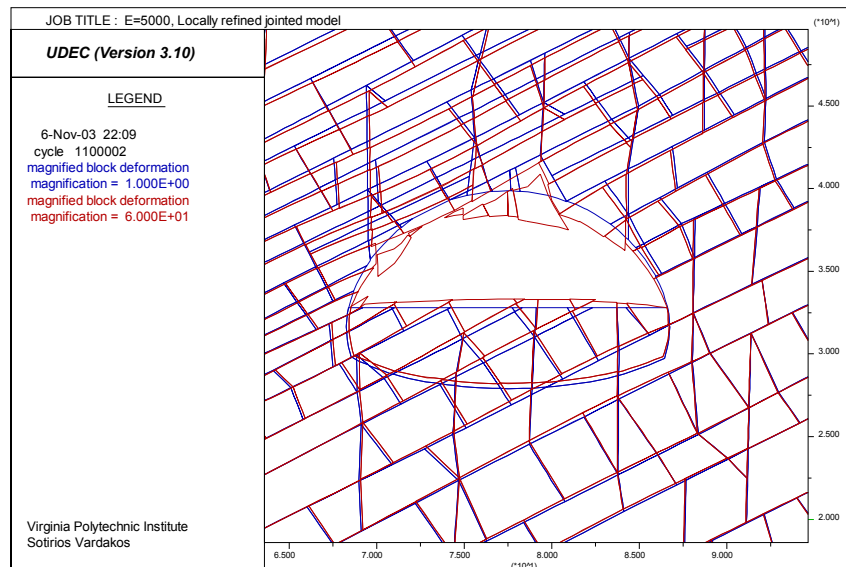 JOB TITLE : E=5000, Locally refined jointed model
(*10^1)
UDEC (Version 3.10)
LEGEND
6-Nov-03 22:09
cycle 1100002
magnified block deformation
magnification = 1.000E+00
magnified block deformation
magnification = 6.000E+01
4.500
4.000
3.500
3.000
2.500
2.000
Virginia Polytechnic Institute
Sotirios Vardakos
6.500 7.000 7.500 8.000 8.500 9.000
(*10^1)